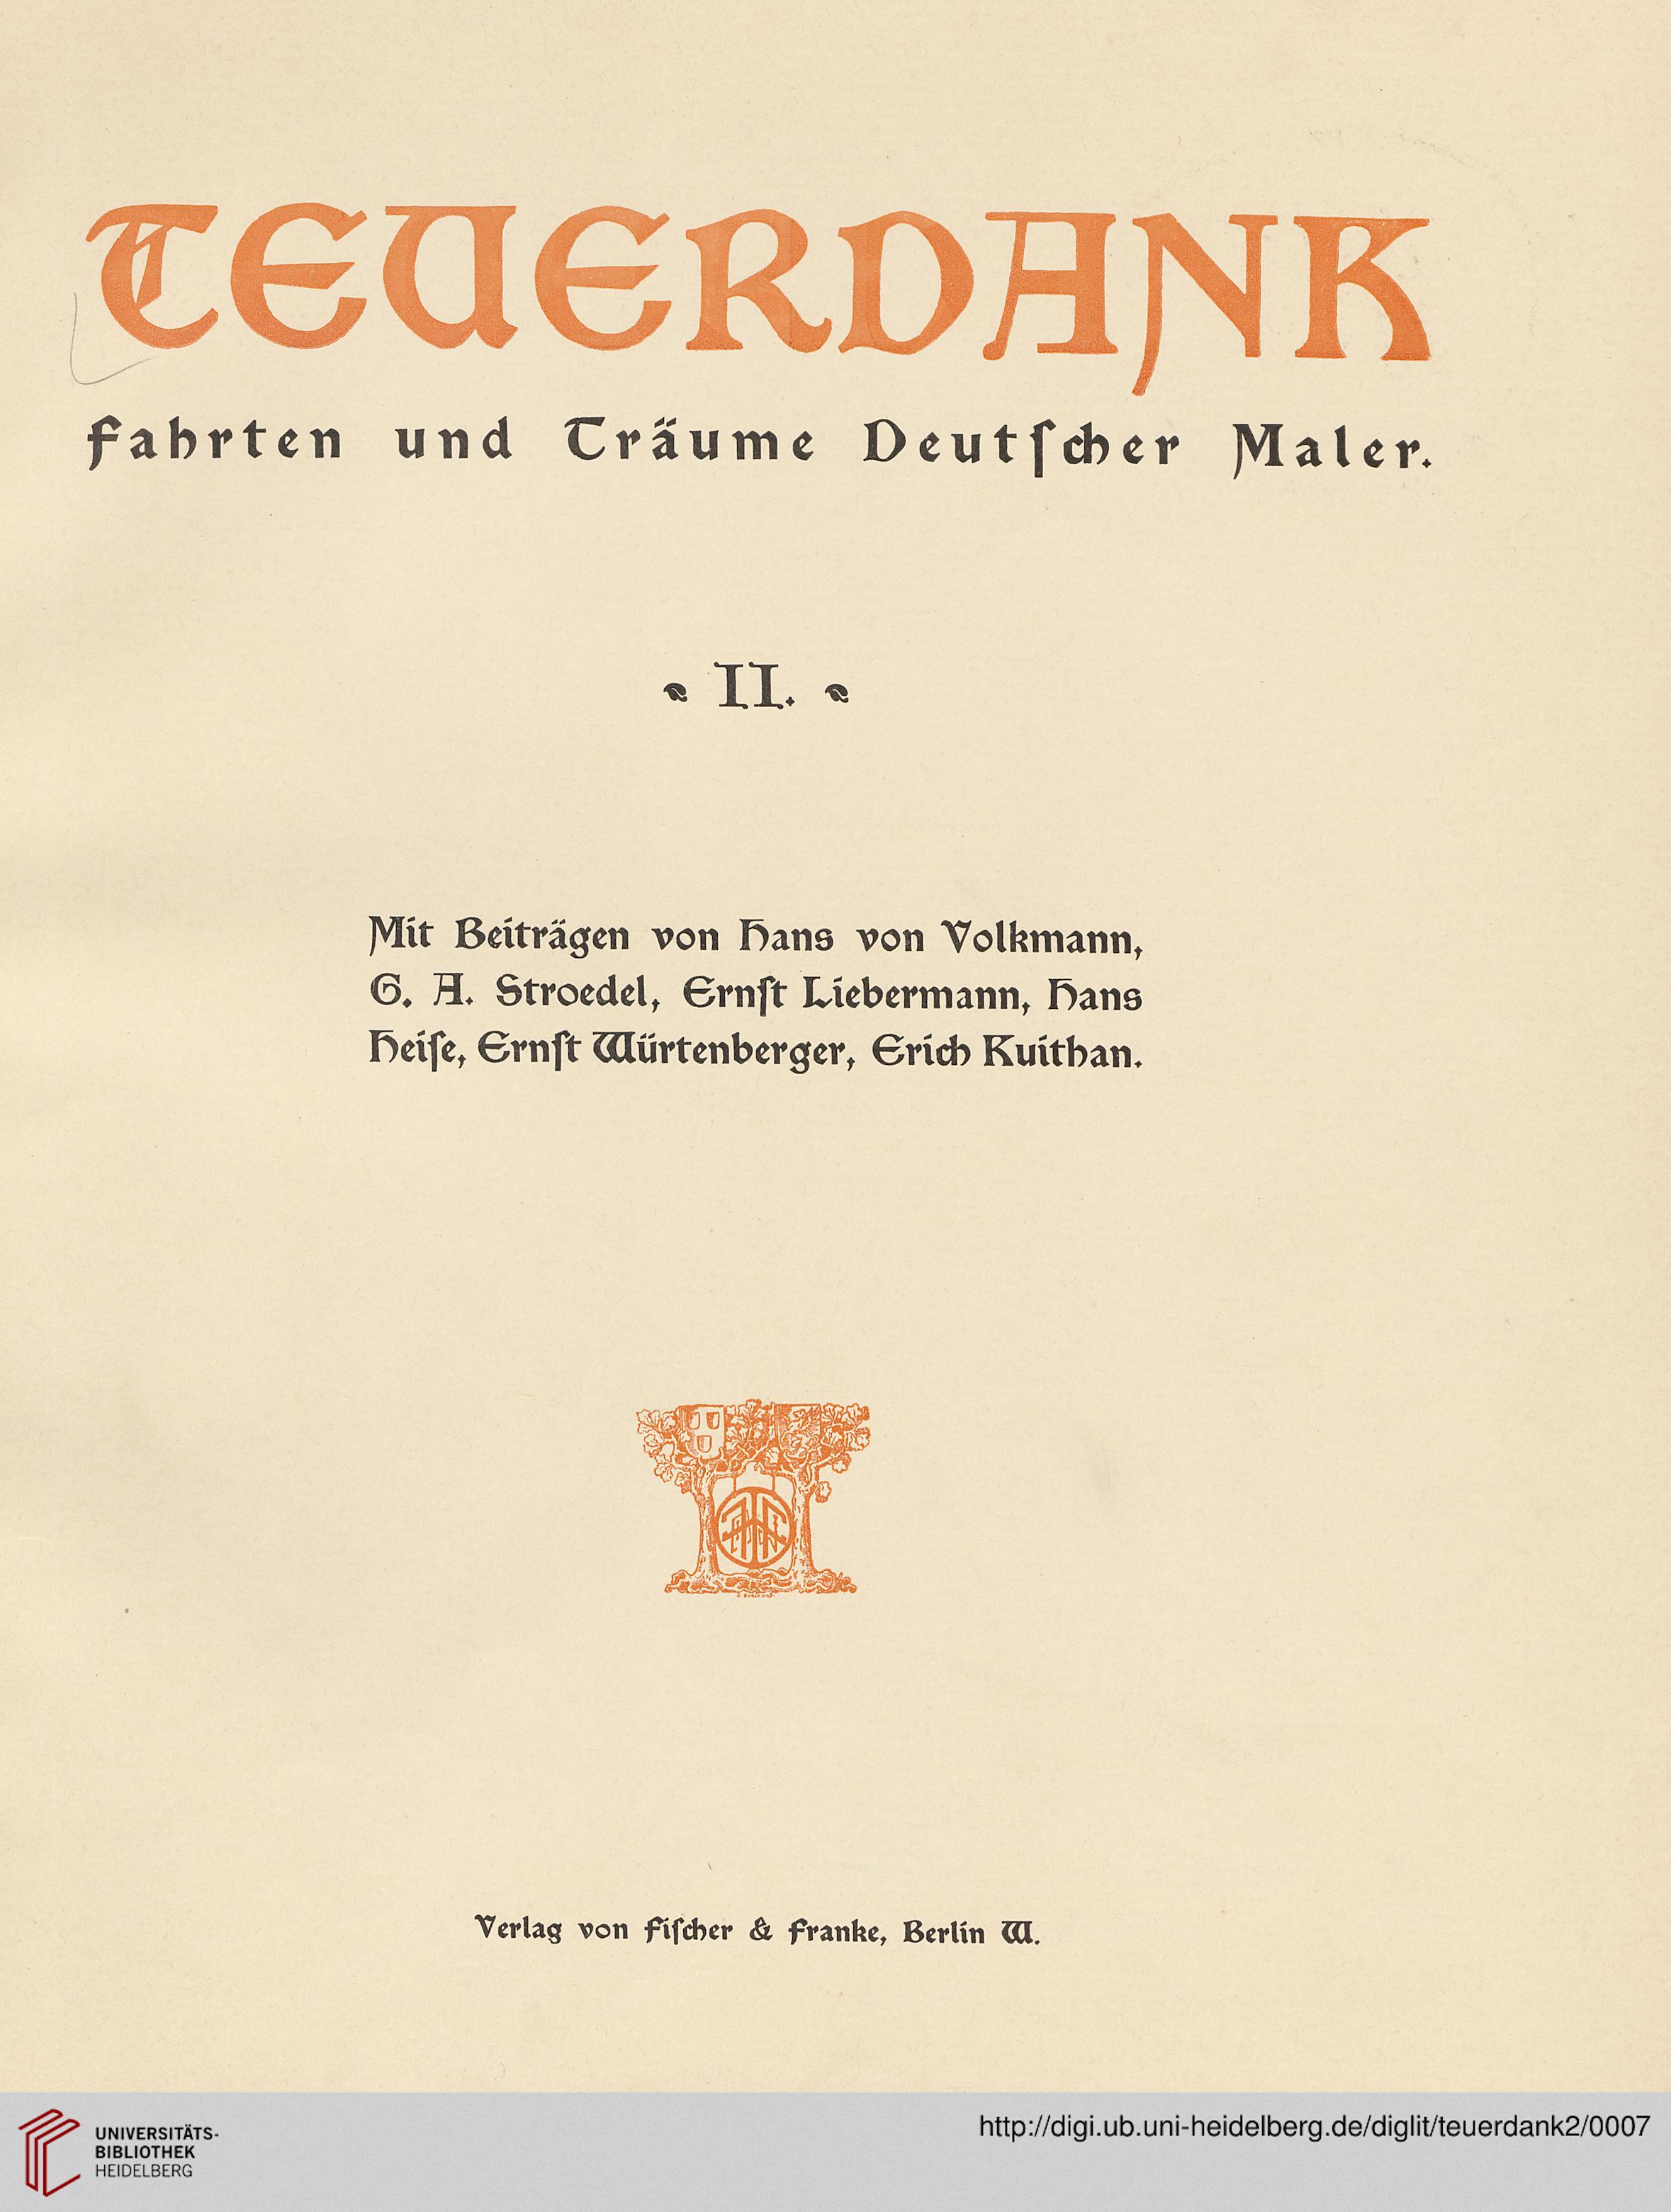 TEUERDANK
Fahrten und Träume Deutſcher Maler.
II.
Mit Beiträgen von Hans von Volkmann,
G. A. Stroedel, Ernſt Liebermann, Hans
Heiſe, Ernſt Würtenberger, Erich Kuithan.
Verlag von Fiſcher & Franke, Berlin W.
UNIVERSITÄTS-
BIBLIOTHEK
HEIDELBERG
http://digi.ub.uni-heidelberg.de/diglit/teuerdank2/0007